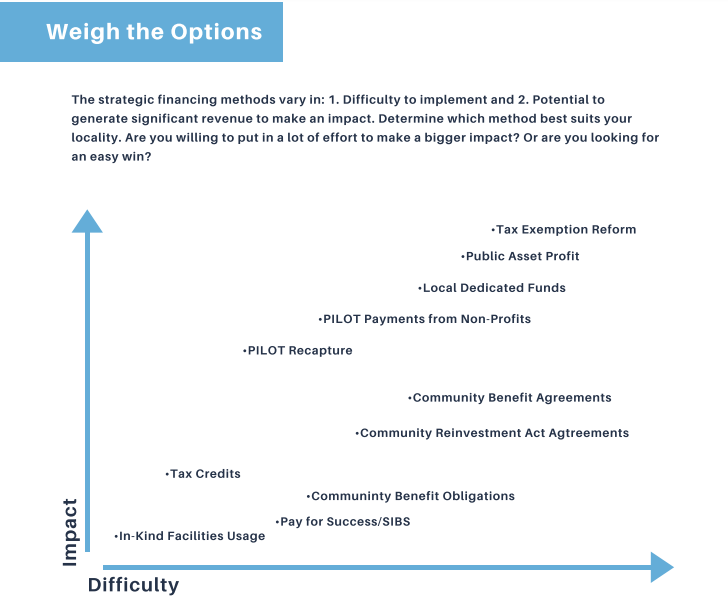 Weigh the Options
The strategic financing methods vary in: 1. Difficulty to implement and 2. Potential to
generate significant revenue to make an impact. Determine which method best suits your
locality. Are you willing to put in a lot of effort to make a bigger impact? Or are you looking for
an easy win?
•Tax Exemption Reform
•Public Asset Profit
•Local Dedicated Funds
•PILOT Payments from Non-Profits
•PILOT Recapture
•Community Benefit Agreements
•Community Reinvestment Act Agtreements
•Tax Credits
•Communinty Benefit Obligations
•Pay for Success/SIBS
•In-Kind Facilities Usage
Impact
Difficulty